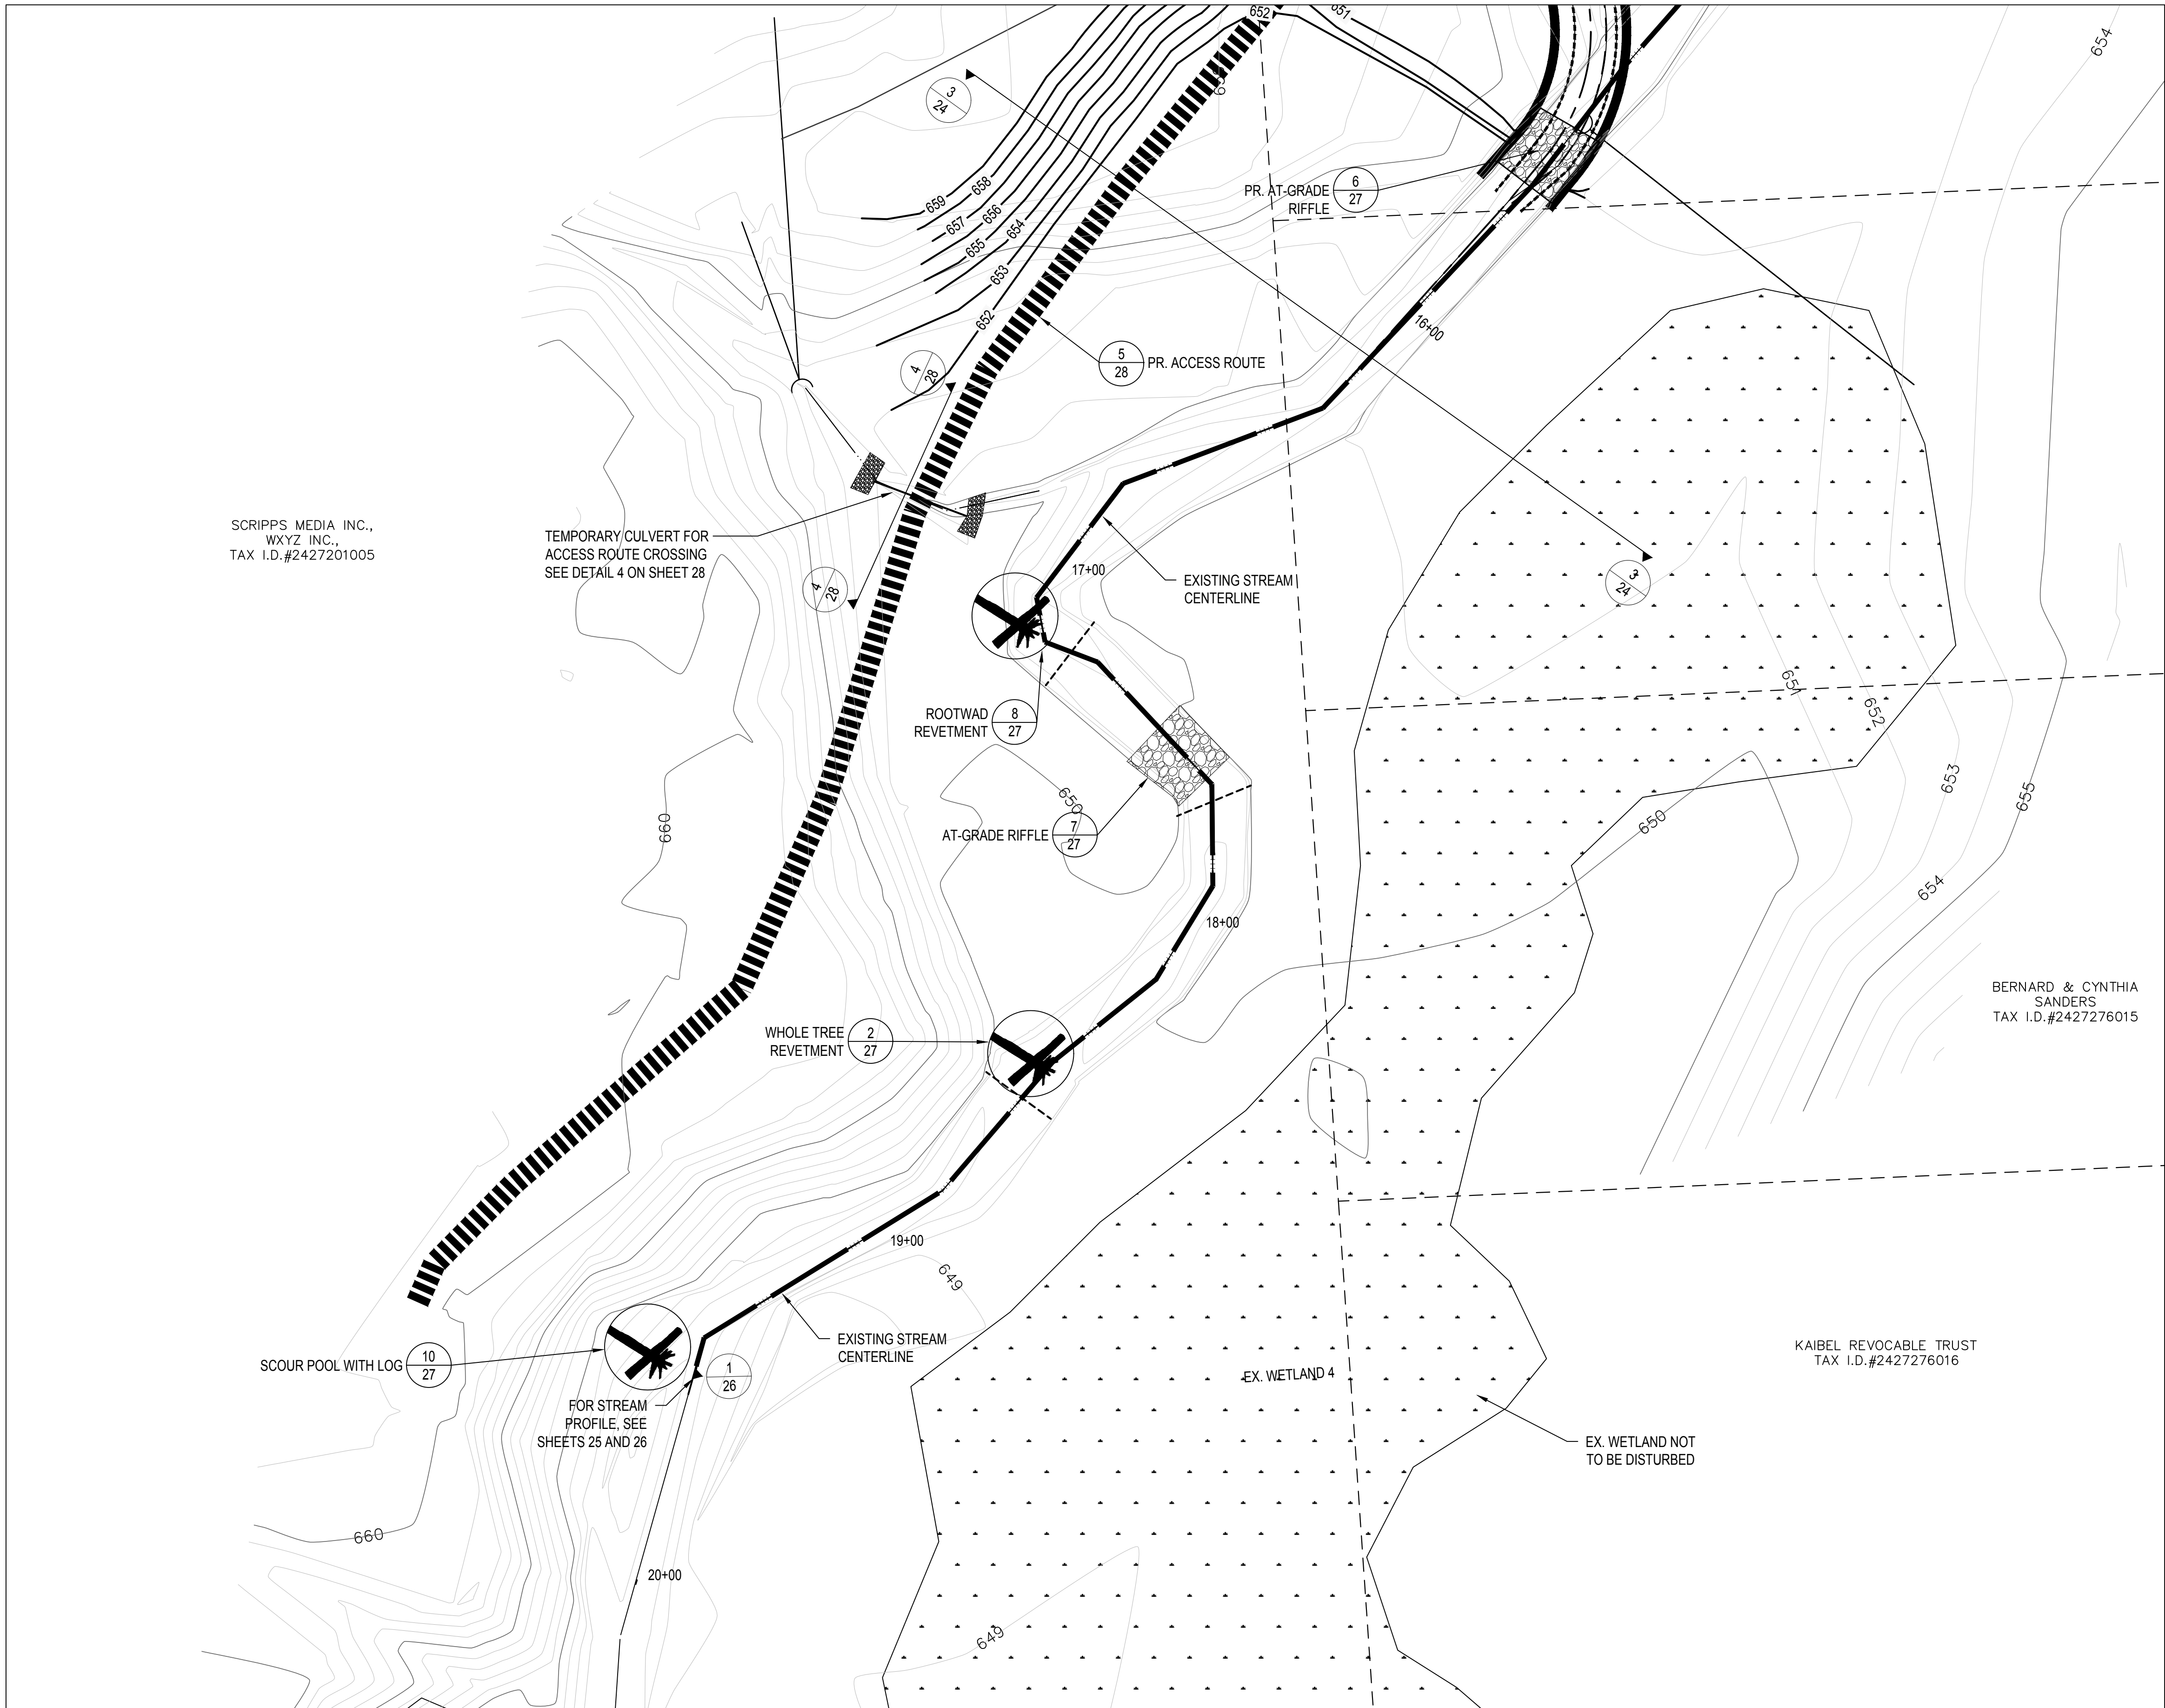 652
651
654
650
3
24
659
658
657
656
655
654
653
652
PR. AT-GRADE
RIFFLE
6
27
16+00
5
28
PR. ACCESS ROUTE
4
28
SCRIPPS MEDIA INC.,
WXYZ INC.,
TAX I.D.#2427201005
TEMPORARY CULVERT FOR
ACCESS ROUTE CROSSING
SEE DETAIL 4 ON SHEET 28
4
28
17+00
EXISTING STREAM
CENTERLINE
3
24
ROOTWAD
REVETMENT
8
27
651
652
653
655
654
650
650
660
AT-GRADE RIFFLE
7
27
18+00
WHOLE TREE
REVETMENT
2
27
BERNARD & CYNTHIA
SANDERS
TAX I.D.#2427276015
19+00
649
EXISTING STREAM
CENTERLINE
SCOUR POOL WITH LOG
10
27
1
26
FOR STREAM
PROFILE, SEE
SHEETS 25 AND 26
EX. WETLAND 4
KAIBEL REVOCABLE TRUST
TAX I.D.#2427276016
EX. WETLAND NOT
TO BE DISTURBED
660
20+00
649